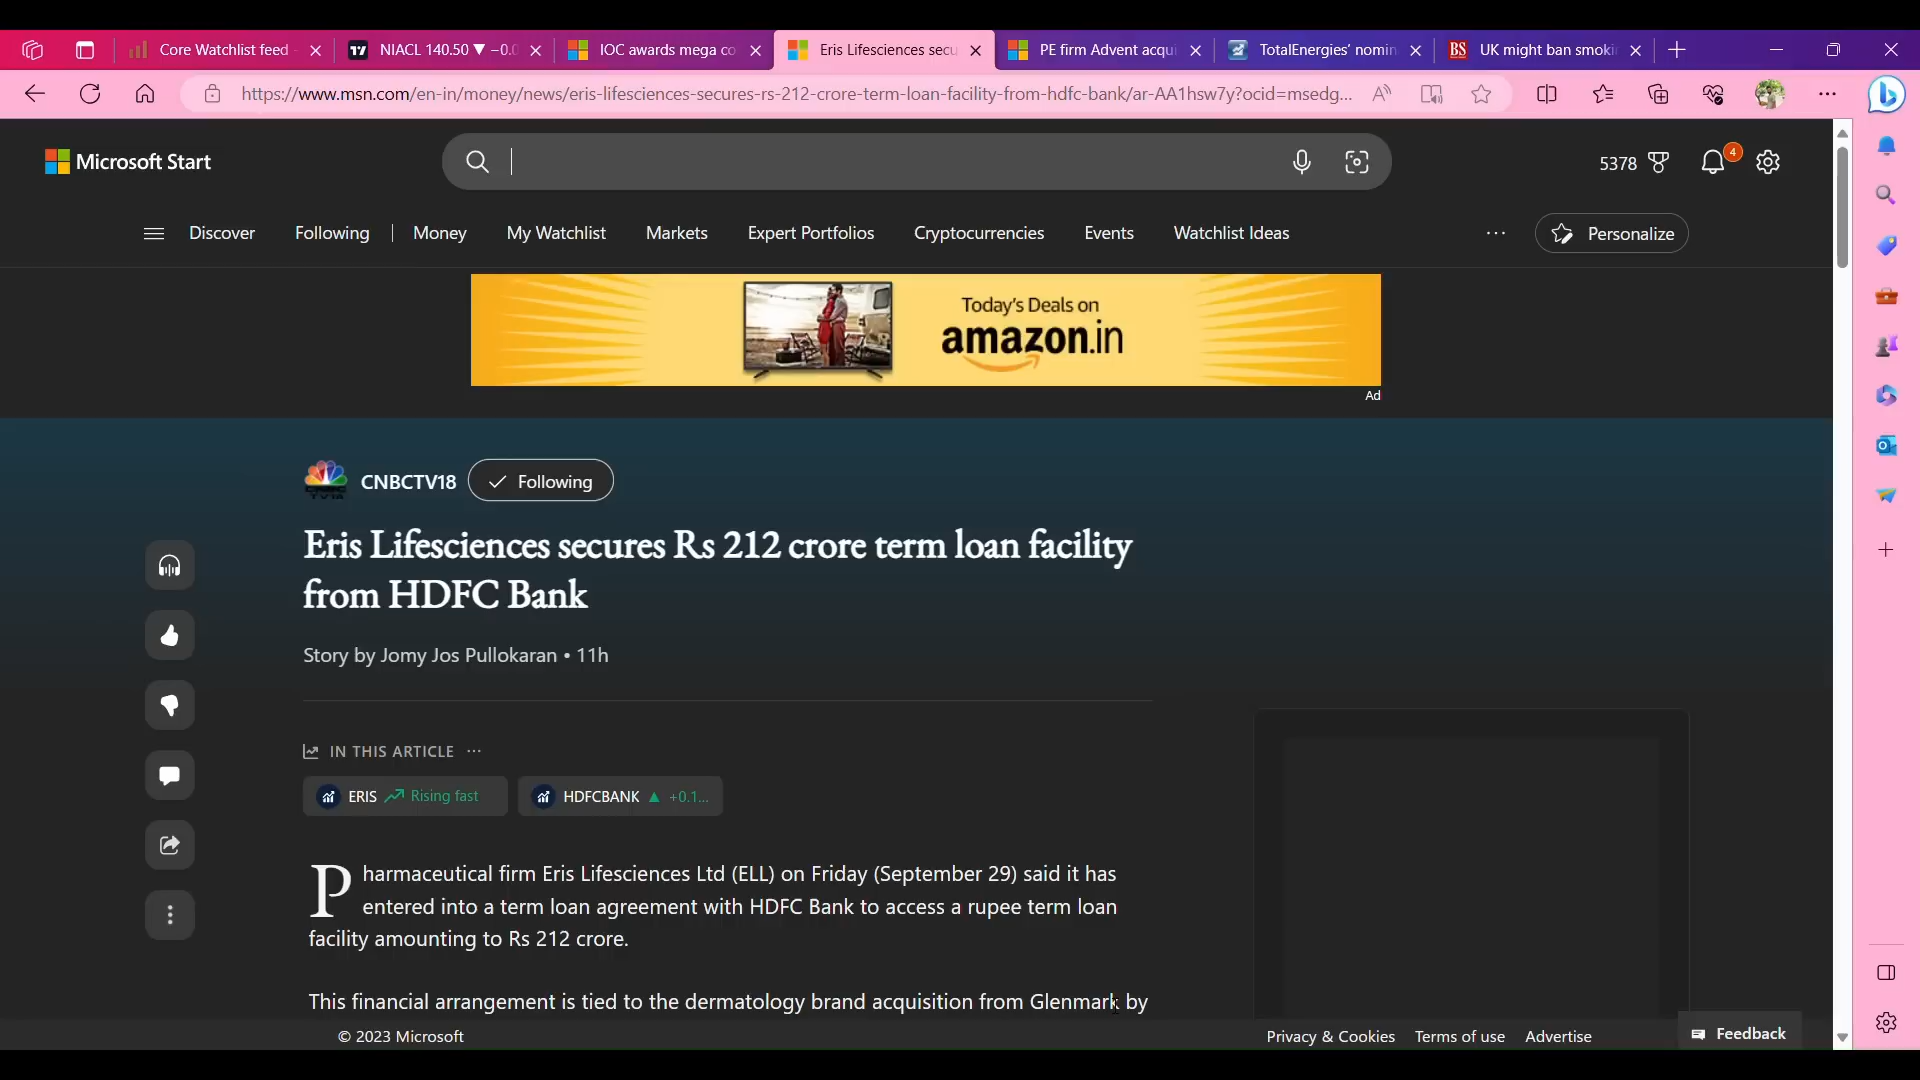 Core Watchlist feed -
NIACL 140.50 ▼ −0.0
IOC awards mega co
Eris Lifesciences secu
PE firm Advent acqui
TotalEnergies’ nomin
BS UK might ban smokin
https://www.msn.com/en-in/money/news/eris-lifesciences-secures-rs-212-crore-term-loan-facility-from-hdfc-bank/ar-AA1hsw7y?ocid=msedg...
Microsoft Start
5378
4
Discover Following | Money My Watchlist Markets Expert Portfolios Cryptocurrencies Events Watchlist Ideas ... Personalize
Today's Deals on
amazon.in
Ad
CNBCTV18 Following
Eris Lifesciences secures Rs 212 crore term loan facility
from HDFC Bank
Story by Jomy Jos Pullokaran • 11h
IN THIS ARTICLE ...
ERIS Rising fast HDFCBANK ▲ +0.1...
Pharmaceutical firm Eris Lifesciences Ltd (ELL) on Friday (September 29) said it has
entered into a term loan agreement with HDFC Bank to access a rupee term loan
facility amounting to Rs 212 crore.
This financial arrangement is tied to the dermatology brand acquisition from Glenmark by
© 2023 Microsoft
Privacy & Cookies Terms of use Advertise
Feedback